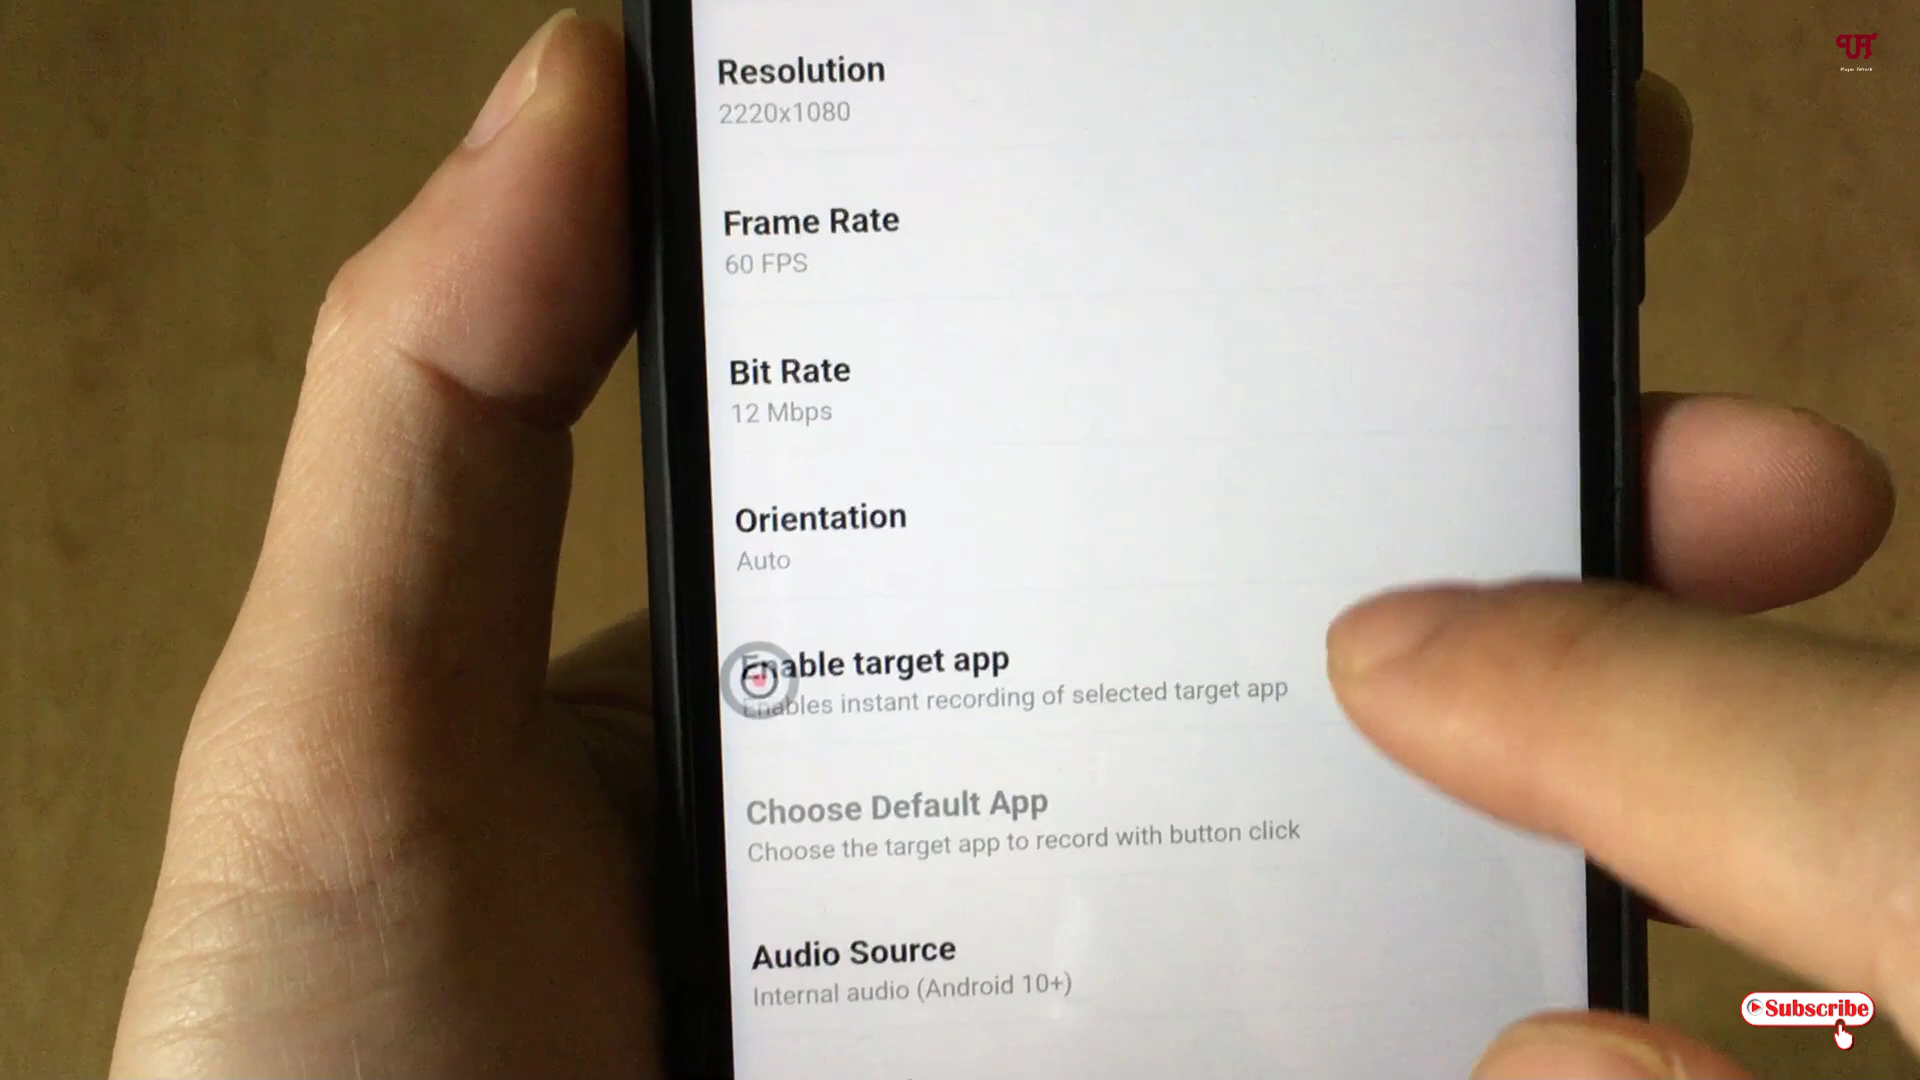 Resolution
2220x1080
Frame Rate
60 FPS
Bit Rate
12 Mbps
Orientation
Auto
Enable target app
Enables instant recording of selected target app
Choose Default App
Choose the target app to record with button click
Audio Source
Internal audio (Android 10+)
Subscribe